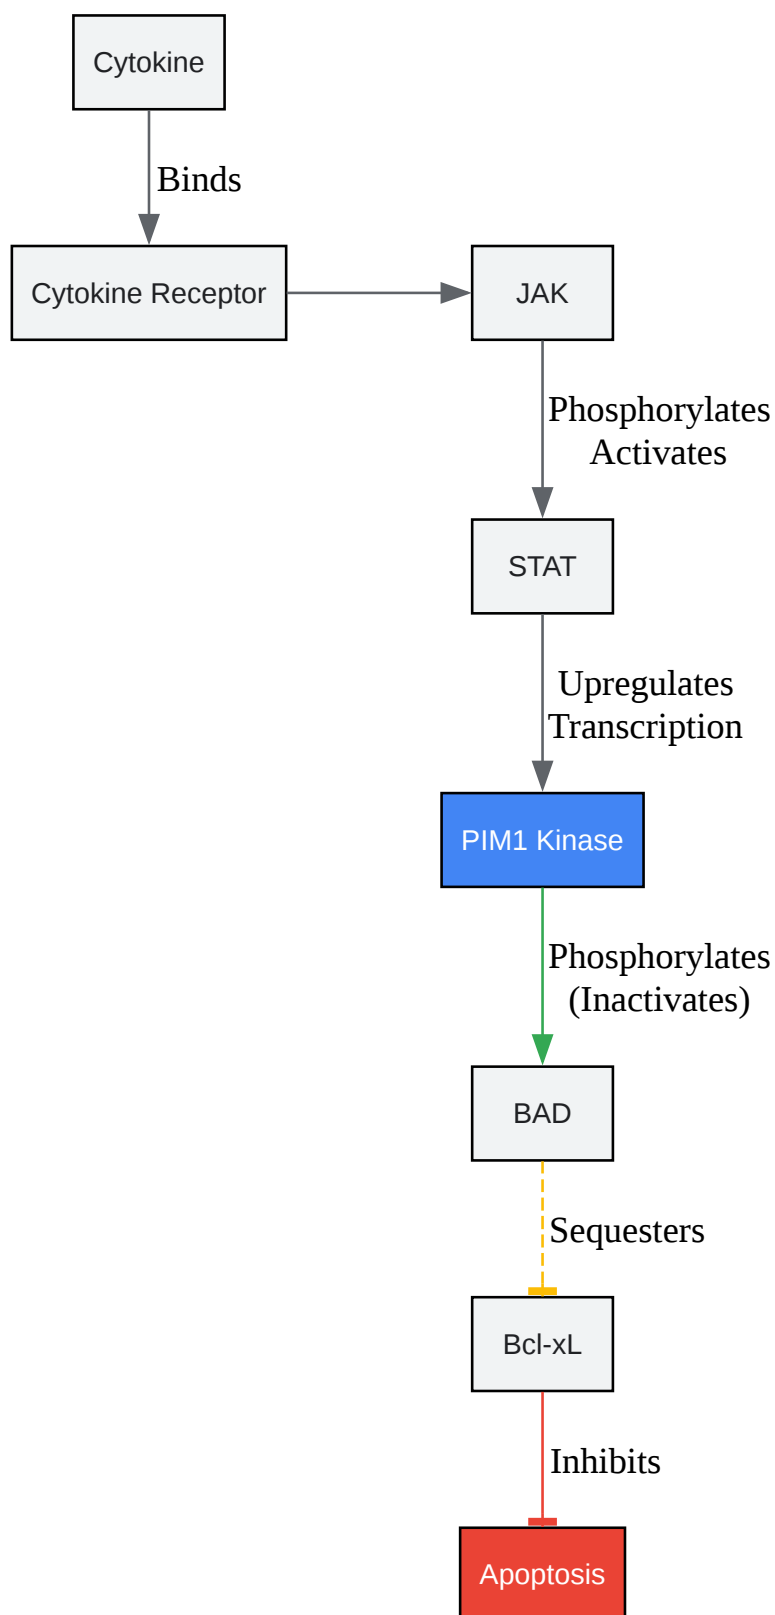 Cytokine
Binds
Cytokine Receptor
JAK
Phosphorylates
Activates
STAT
Upregulates
Transcription
PIM1 Kinase
Phosphorylates
(Inactivates)
BAD
Sequesters
Bcl-xL
Inhibits
Apoptosis